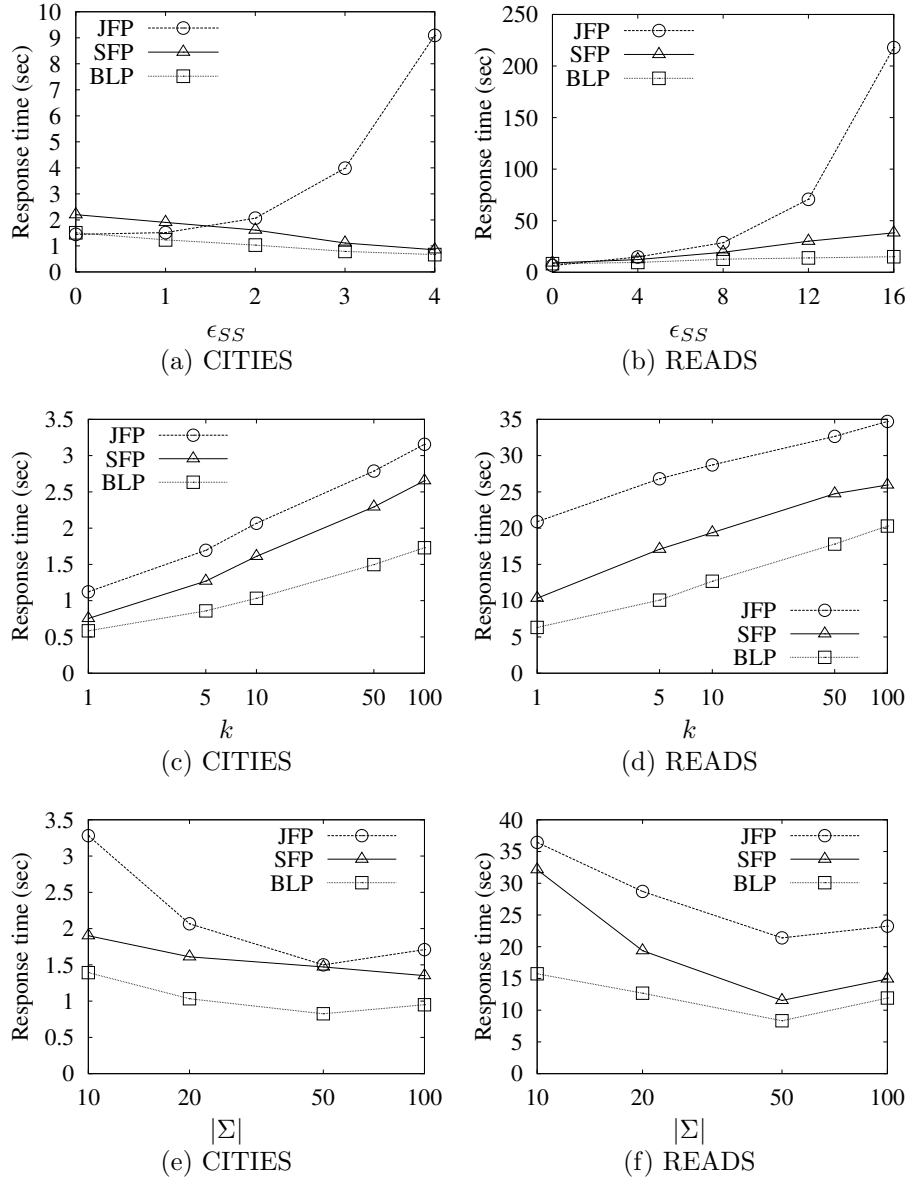 Response time (sec)
10
9
8
7
6
5
4
3
2
1
0
JFP
SFP
BLP
0 1 2 3 4
ϵSS
(a) CITIES
Response time (sec)
250
200
150
100
50
0
JFP
SFP
BLP
0 4 8 12 16
ϵSS
(b) READS
Response time (sec)
3.5
3
2.5
2
1.5
1
0.5
0
JFP
SFP
BLP
1 5 10 50 100
k
(c) CITIES
Response time (sec)
35
30
25
20
15
10
5
0
JFP
SFP
BLP
1 5 10 50 100
k
(d) READS
Response time (sec)
3.5
3
2.5
2
1.5
1
0.5
0
JFP
SFP
BLP
10 20 50 100
|Σ|
(e) CITIES
Response time (sec)
40
35
30
25
20
15
10
5
0
JFP
SFP
BLP
10 20 50 100
|Σ|
(f) READS